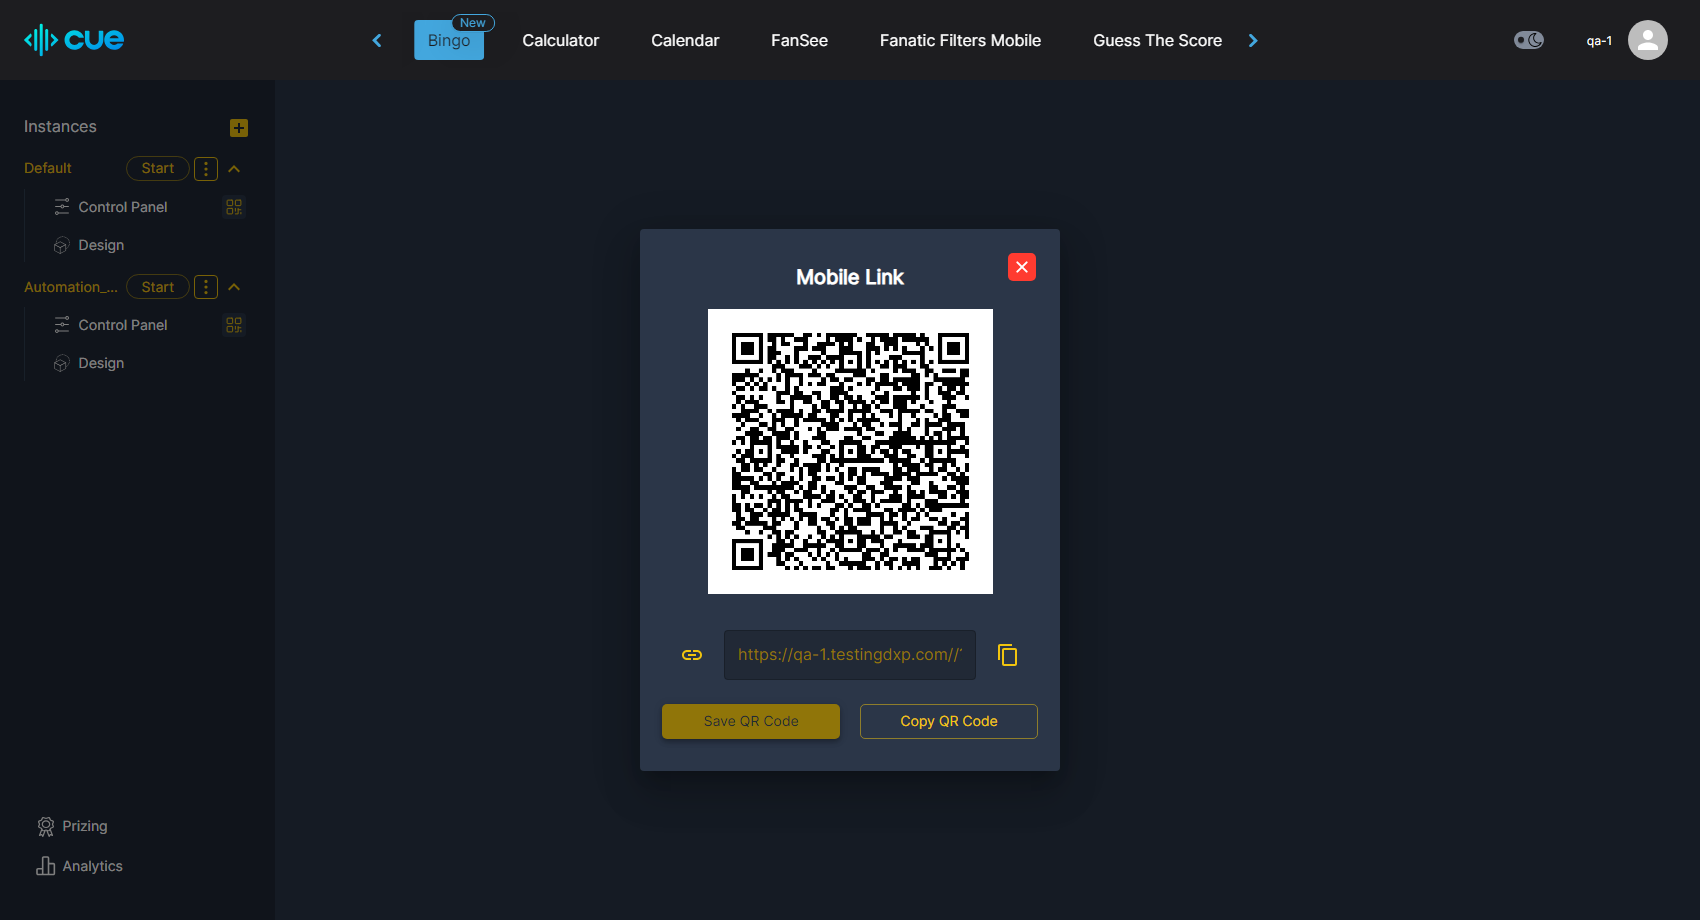 cue
New
Bingo
Calculator
Calendar
FanSee
Fanatic Filters Mobile
Guess The Score
qa-1
Instances
Default
Start
Control Panel
Design
Automation_...
Start
Control Panel
Design
Mobile Link
https://qa-1.testingdxp.com//
Save QR Code
Copy QR Code
Prizing
Analytics